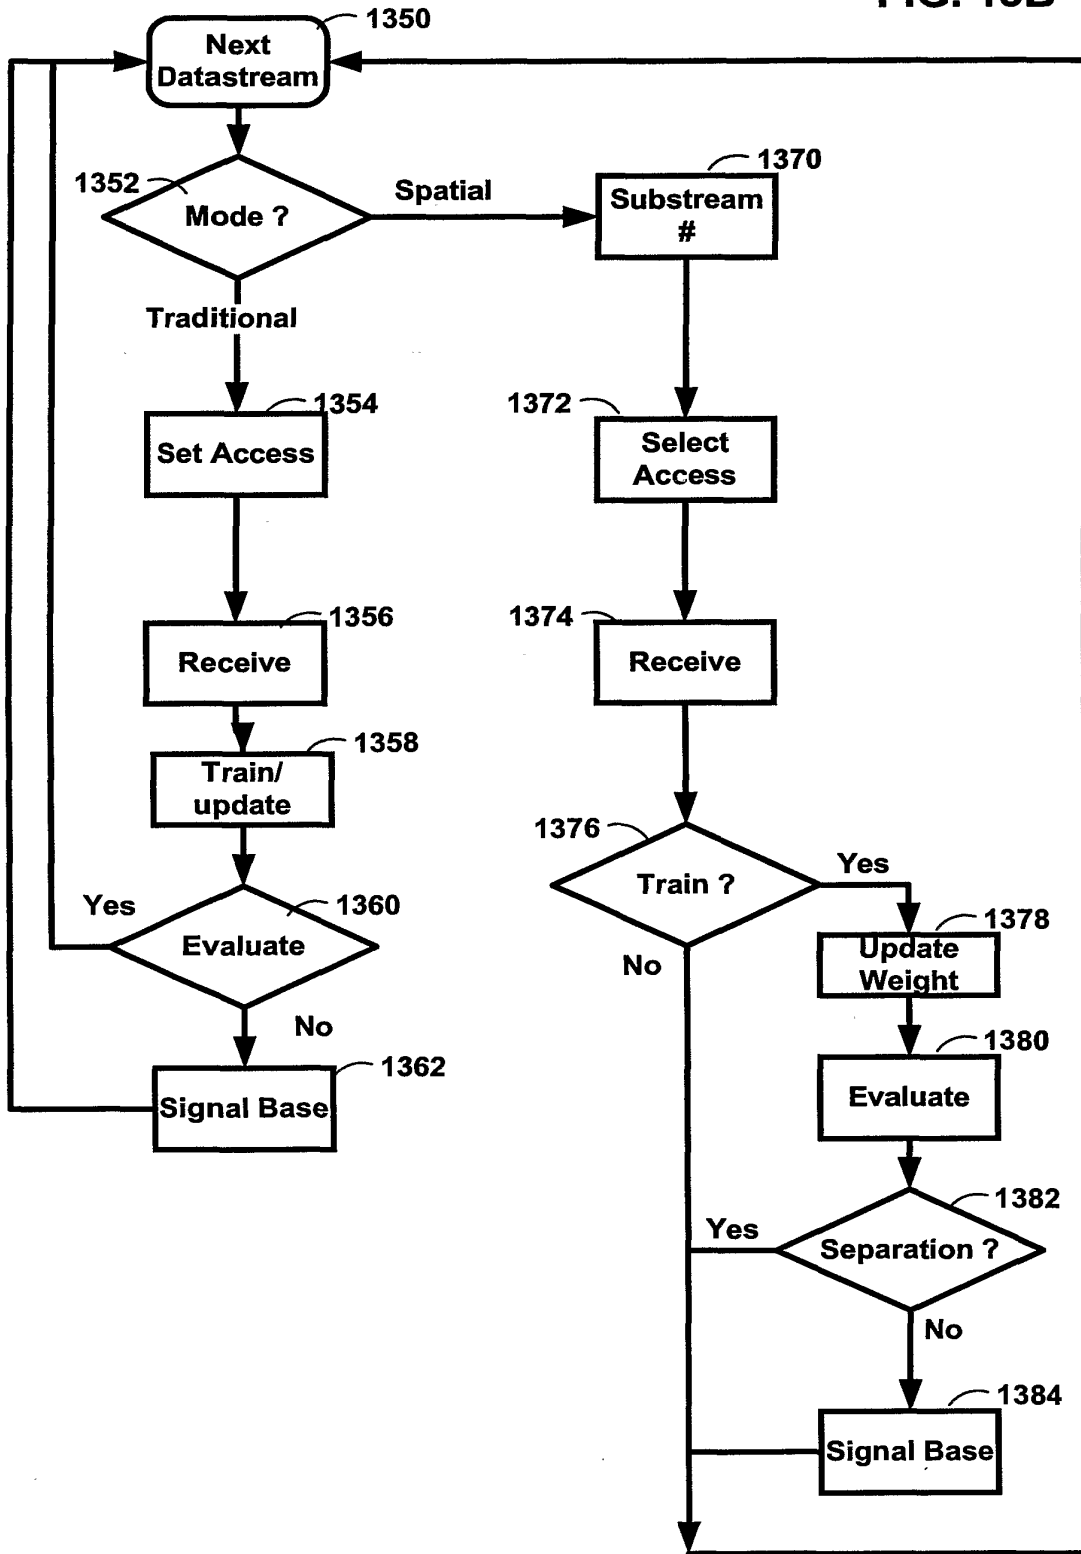 1350
Next
Datastream
1352
Mode ?
Spatial
1370
Substream
#
Traditional
1354
Set Access
1372
Select
Access
1356
Receive
1374
Receive
1358
Train/
update
1376
Train ?
Yes
Yes
1360
Evaluate
No
1378
Update
Weight
No
1362
Signal Base
1380
Evaluate
1382
Yes
Separation ?
No
1384
Signal Base